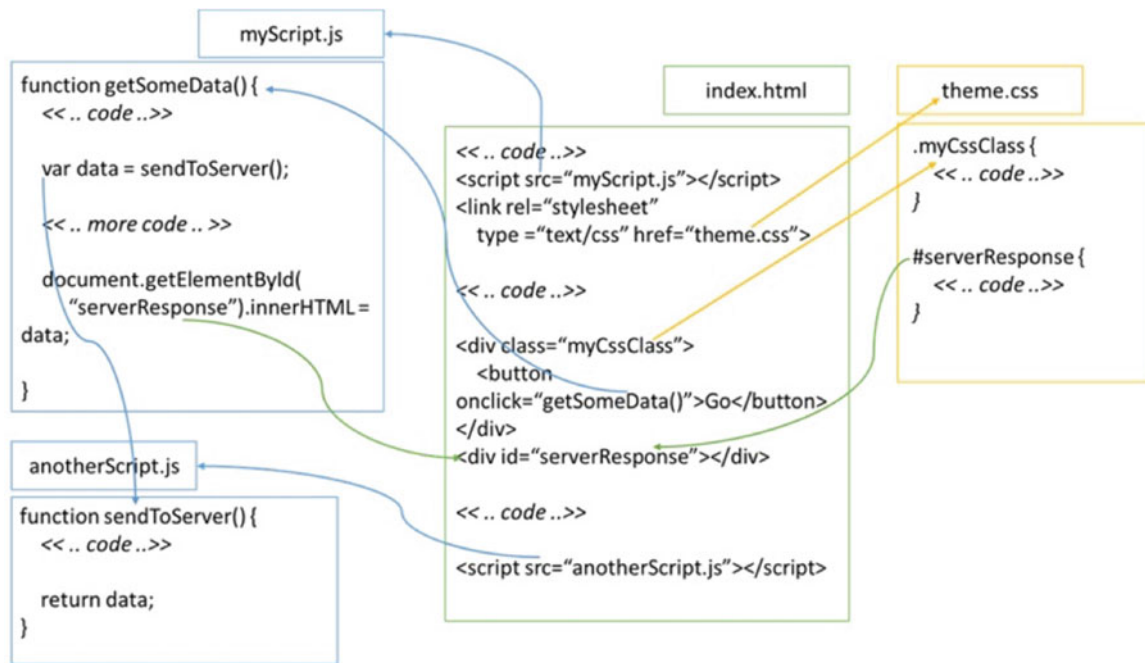 myScript.js
function getSomeData() {
<< .. code ..>>
var data = sendToServer();
<< .. more code .. >>
document.getElementById(
“serverResponse”).innerHTML =
data;
}
anotherScript.js
function sendToServer() {
<< .. code ..>>
return data;
}
index.html
<< .. code ..>>
<script src=“myScript.js”></script>
<link rel=“stylesheet”
type =“text/css” href=“theme.css”>
<< .. code ..>>
<div class=“myCssClass”>
<button
onclick=“getSomeData()”>Go</button>
</div>
<div id=“serverResponse”></div>
<< .. code ..>>
<script src=“anotherScript.js”></script>
theme.css
.myCssClass {
<< .. code ..>>
}
#serverResponse {
<< .. code ..>>
}